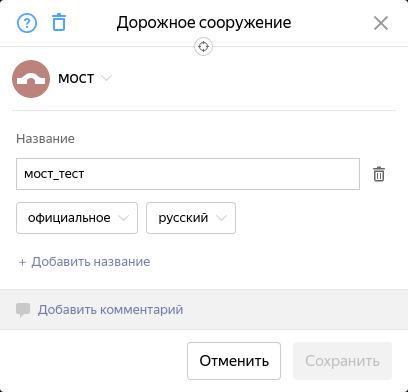 Дорожное сооружение
мост
Название
мост_тест
официальное русский
+ Добавить название
Добавить комментарий
Отменить Сохранить